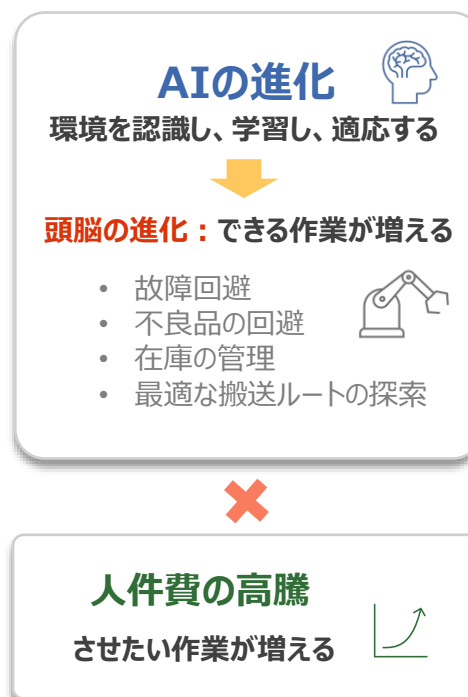 AIの進化
環境を認識し、学習し、適応する
頭脳の進化：できる作業が増える
• 故障回避
• 不良品の回避
• 在庫の管理
• 最適な搬送ルートの探索
人件費の高騰
させたい作業が増える